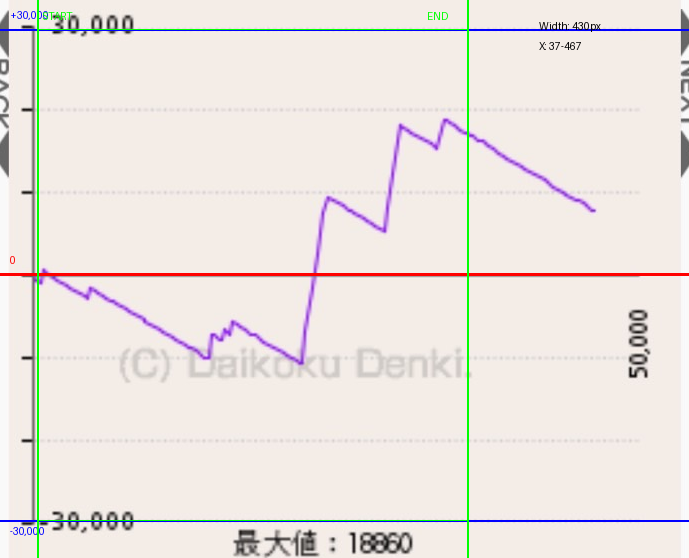 +30,000
START
30,000
END
Width: 430px
X: 37-467
BACK
NEXT
0
50,000
(C) Daikoku Denki.
-30,000
-30,000
最大値：18860